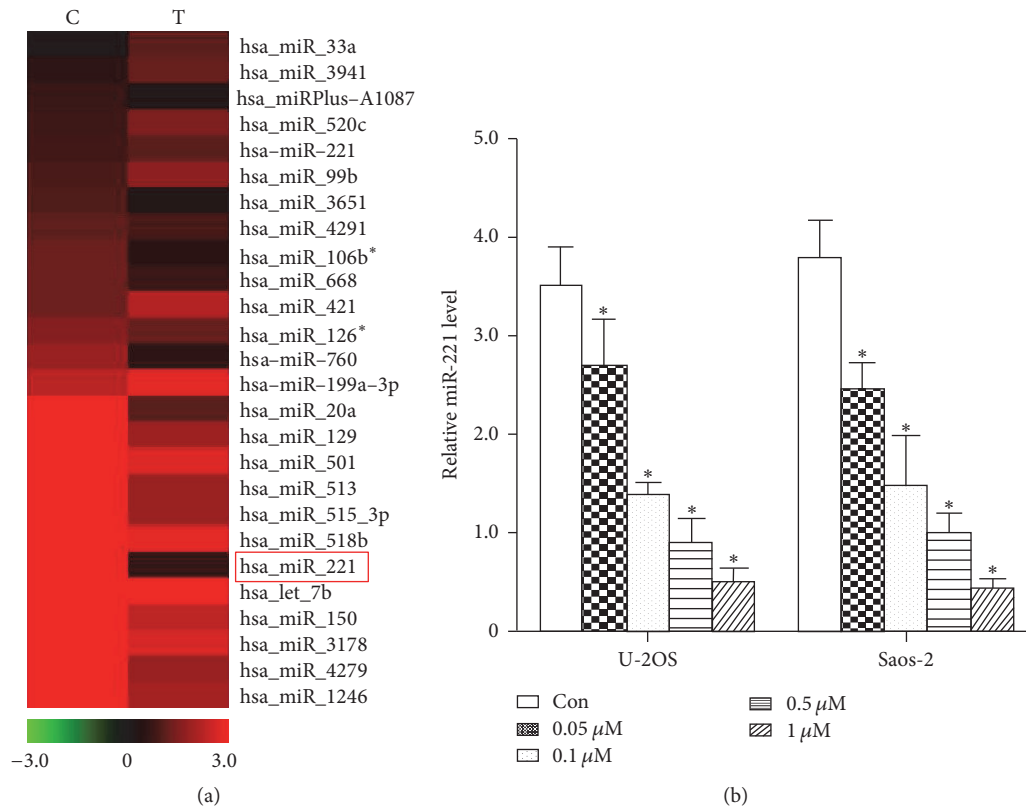 C T
hsa_miR_33a
hsa_miR_3941
hsa_miRPlus−A1087
hsa_miR_520c
hsa−miR−221
hsa_miR_99b
hsa_miR_3651
hsa_miR_4291
hsa_miR_106b*
hsa_miR_668
hsa_miR_421
hsa_miR_126*
hsa−miR−760
hsa−miR−199a−3p
hsa_miR_20a
hsa_miR_129
hsa_miR_501
hsa_miR_513
hsa_miR_515_3p
hsa_miR_518b
hsa_miR_221
hsa_let_7b
hsa_miR_150
hsa_miR_3178
hsa_miR_4279
hsa_miR_1246
−3.0 0 3.0
(a)
Relative miR-221 level
5.0
4.0
3.0
2.0
1.0
0
* * * * * * * *
U-2OS Saos-2
Con
0.05 μM
0.1 μM
0.5 μM
1 μM
(b)